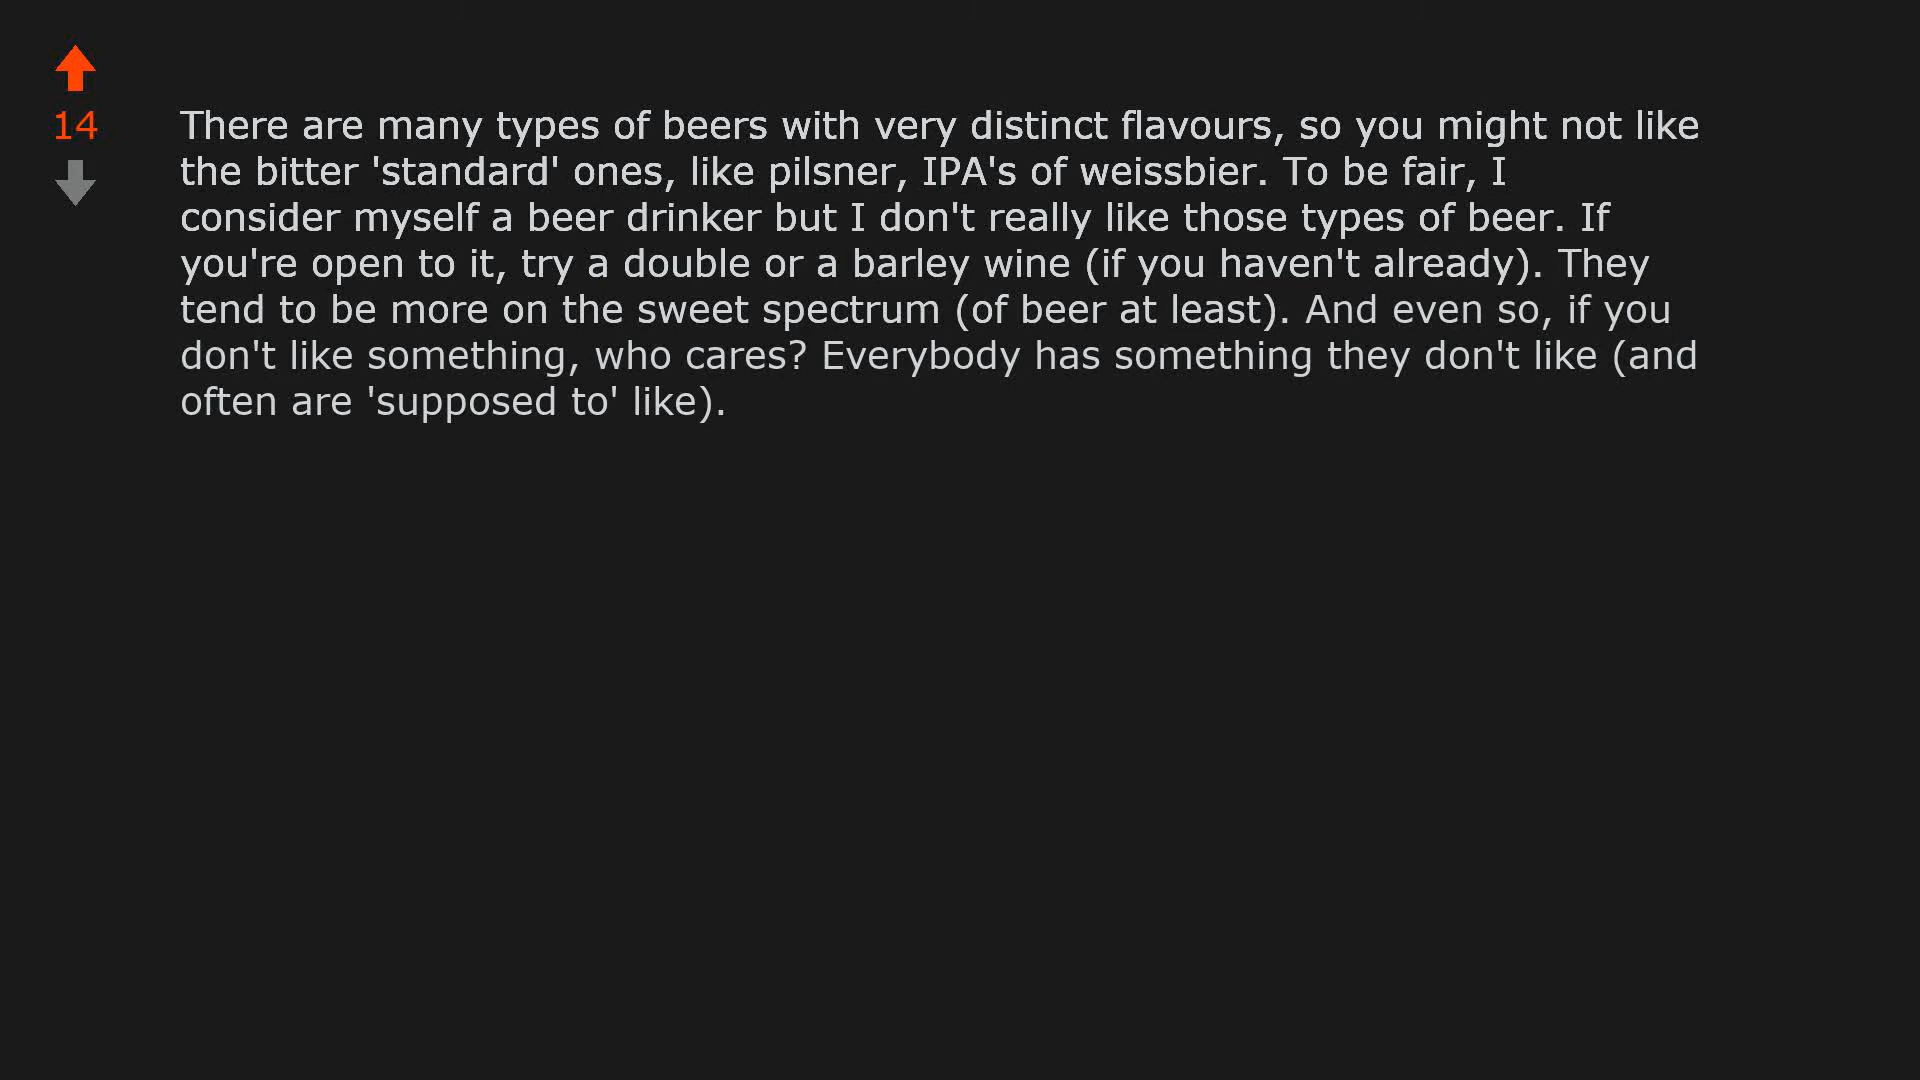 14
There are many types of beers with very distinct flavours, so you might not like
the bitter 'standard' ones, like pilsner, IPA's of weissbier. To be fair, I
consider myself a beer drinker but I don't really like those types of beer. If
you're open to it, try a double or a barley wine (if you haven't already). They
tend to be more on the sweet spectrum (of beer at least). And even so, if you
don't like something, who cares? Everybody has something they don't like (and
often are 'supposed to' like).